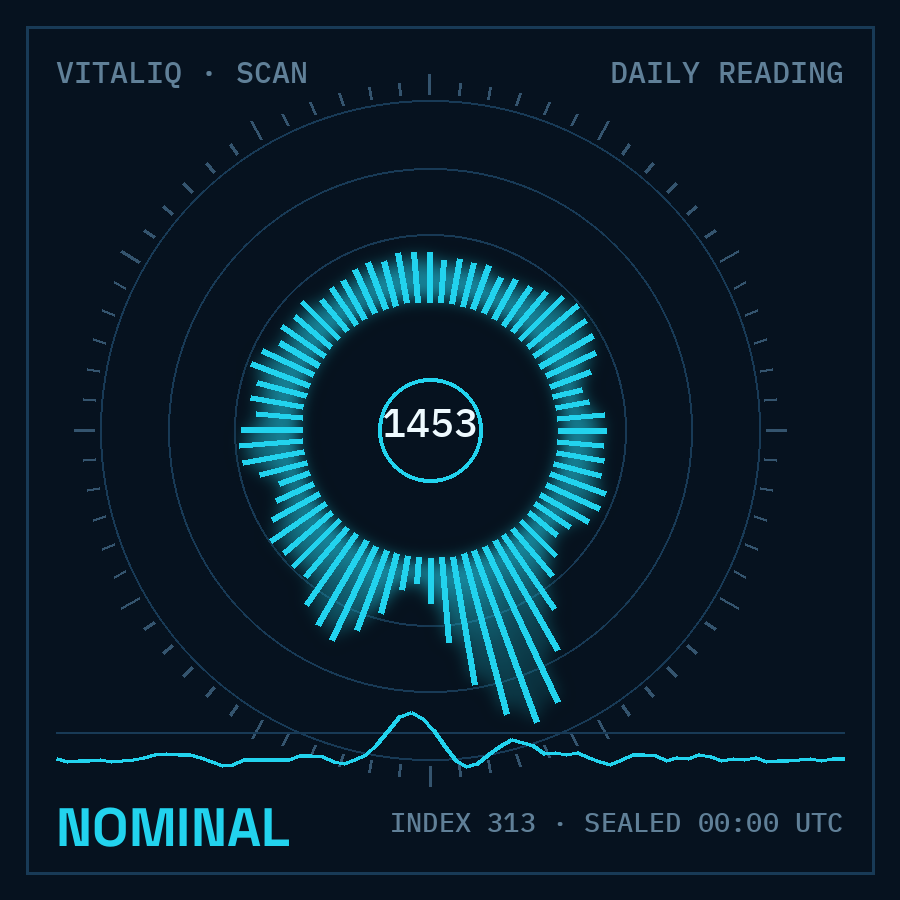 VITALIQ · SCAN
DAILY READING
1453
NOMINAL
INDEX 313 · SEALED 00:00 UTC